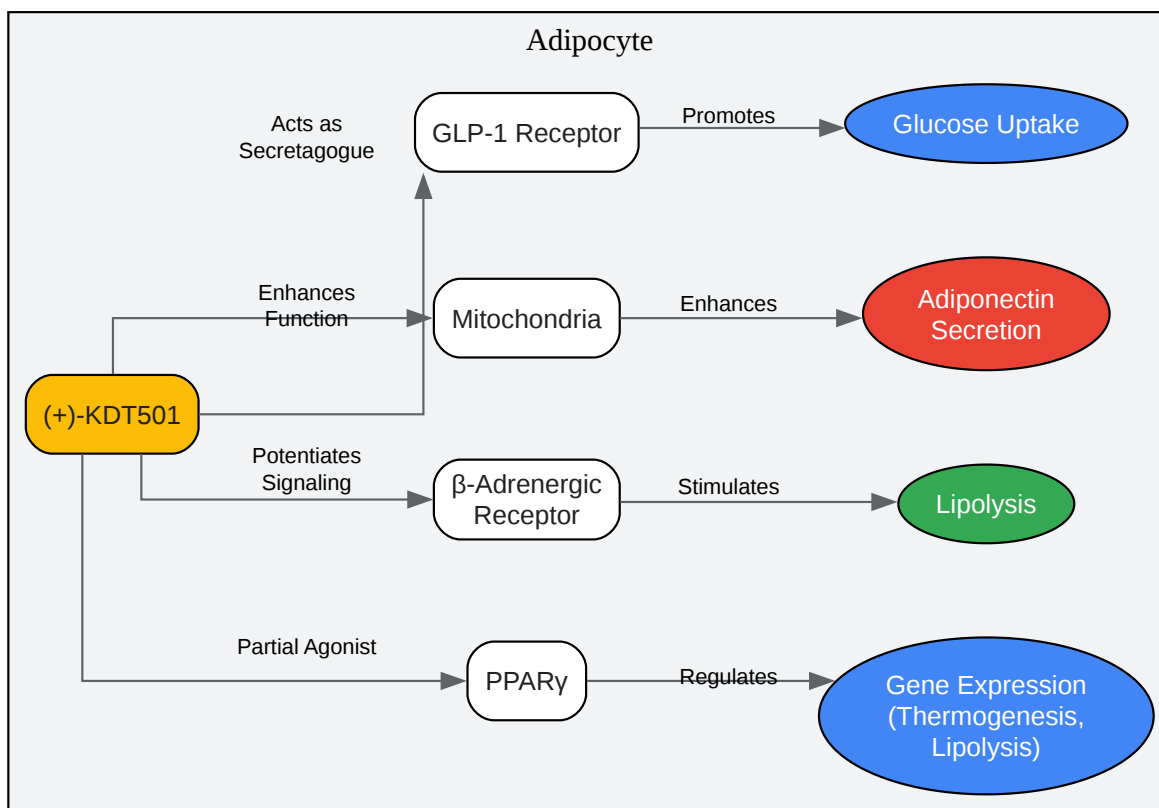 Adipocyte
Acts as
Secretagogue
GLP-1 Receptor
Promotes
Glucose Uptake
Enhances
Function
Mitochondria
Enhances
Adiponectin
Secretion
(+)-KDT501
Potentiates
Signaling
β-Adrenergic
Receptor
Stimulates
Lipolysis
Partial Agonist
PPARγ
Regulates
Gene Expression
(Thermogenesis,
Lipolysis)